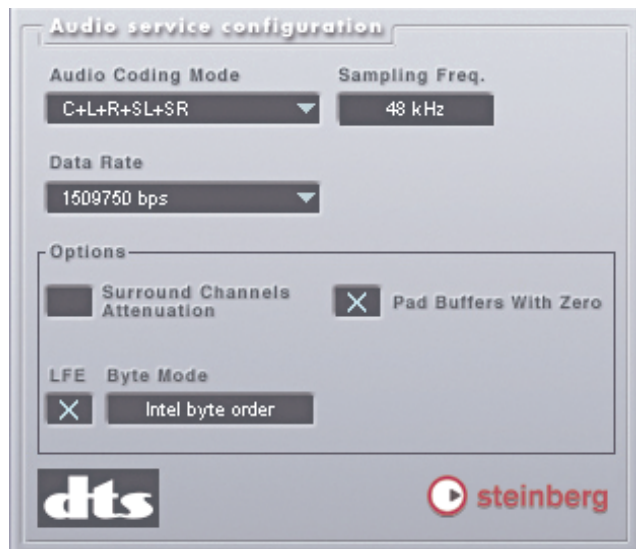 Audio service configuration
Audio Coding Mode
Sampling Freq.
C+L+R+SL+SR
48 kHz
Data Rate
1509750 bps
Options
Surround Channels
Attenuation
Pad Buffers With Zero
LFE
Byte Mode
Intel byte order
dts
steinberg